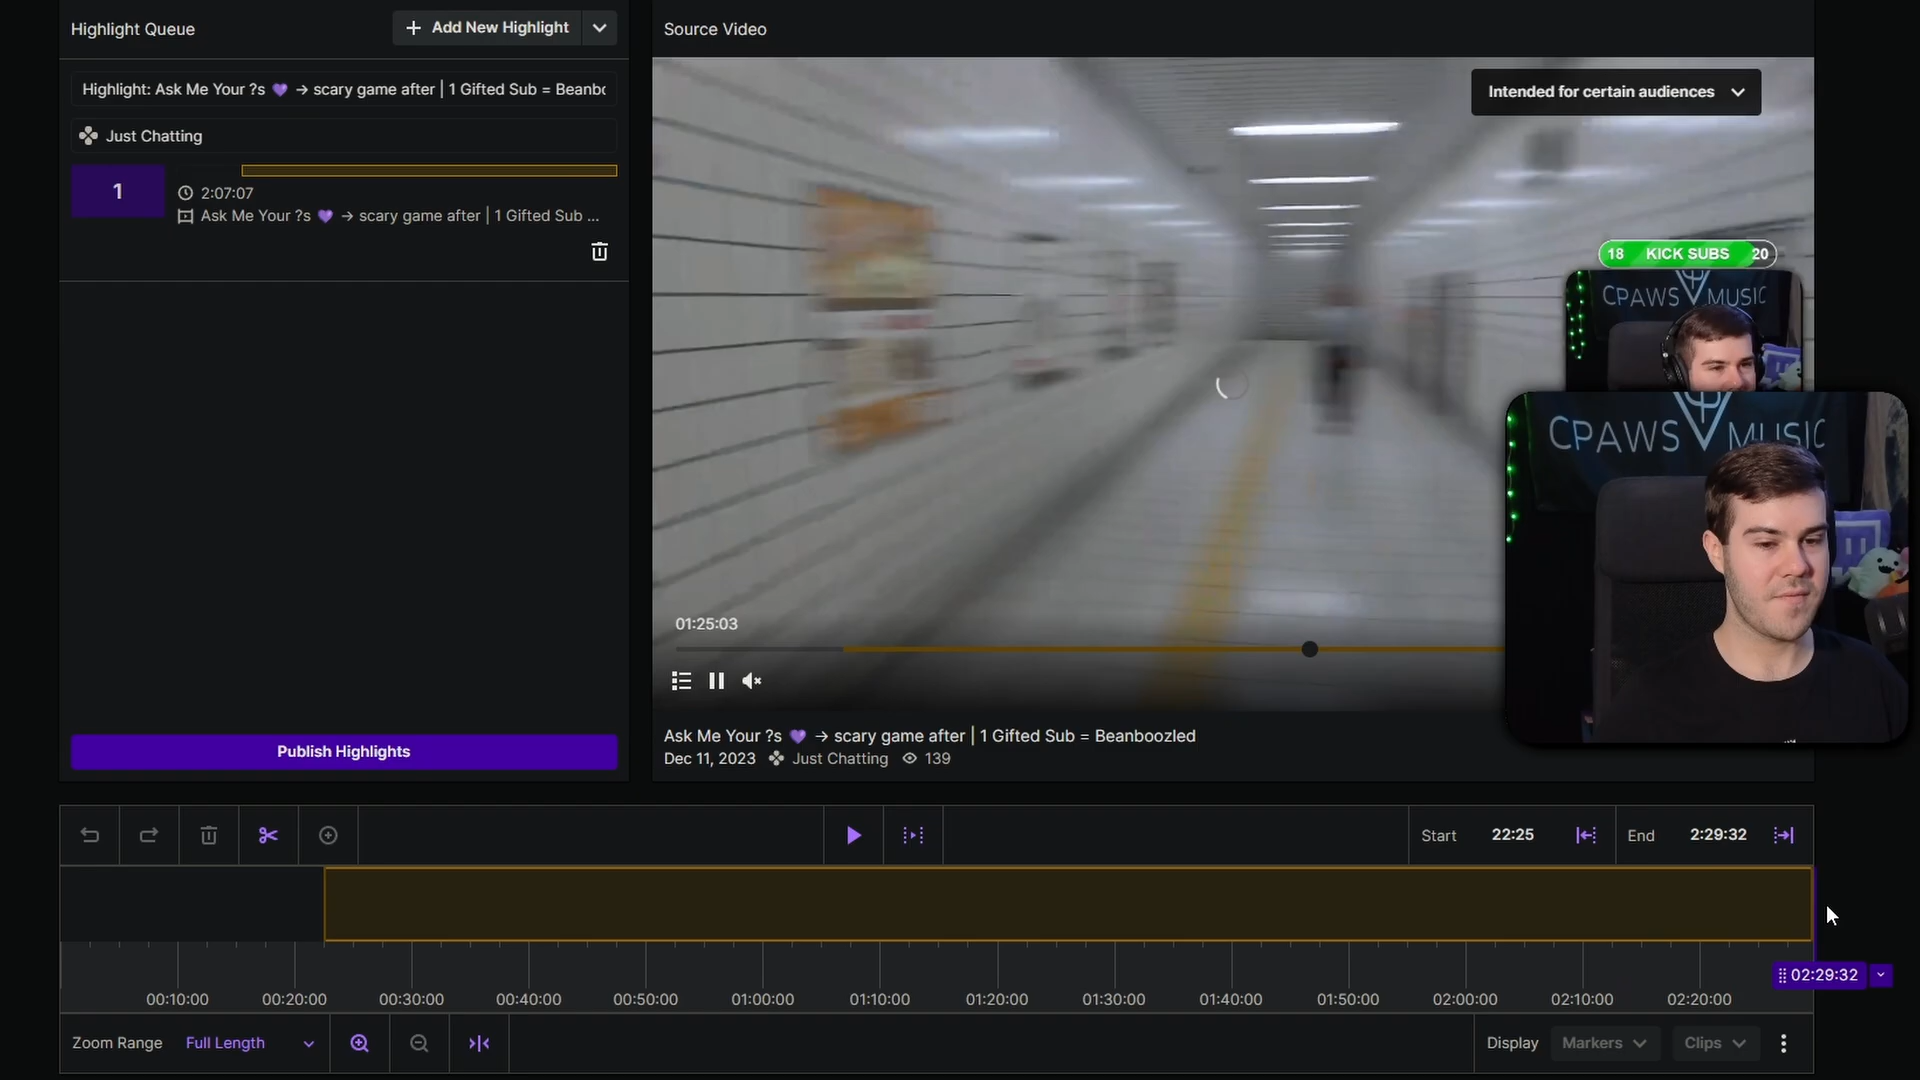 Highlight Queue
Add New Highlight
Highlight: Ask Me Your ?s 💜 → scary game after | 1 Gifted Sub = Beanbo
Just Chatting
1
2:07:07
Ask Me Your ?s 💜 → scary game after | 1 Gifted Sub ...
Publish Highlights
Source Video
Intended for certain audiences
18 KICK SUBS 20
CPAWS MUSIC
CPAWS MUSIC
01:25:03
Ask Me Your ?s 💜 → scary game after | 1 Gifted Sub = Beanboozled
Dec 11, 2023 Just Chatting 139
Start 22:25 End 2:29:32
02:29:32
00:10:00 00:20:00 00:30:00 00:40:00 00:50:00 01:00:00 01:10:00 01:20:00 01:30:00 01:40:00 01:50:00 02:00:00 02:10:00 02:20:00
Zoom Range Full Length Display Markers Clips